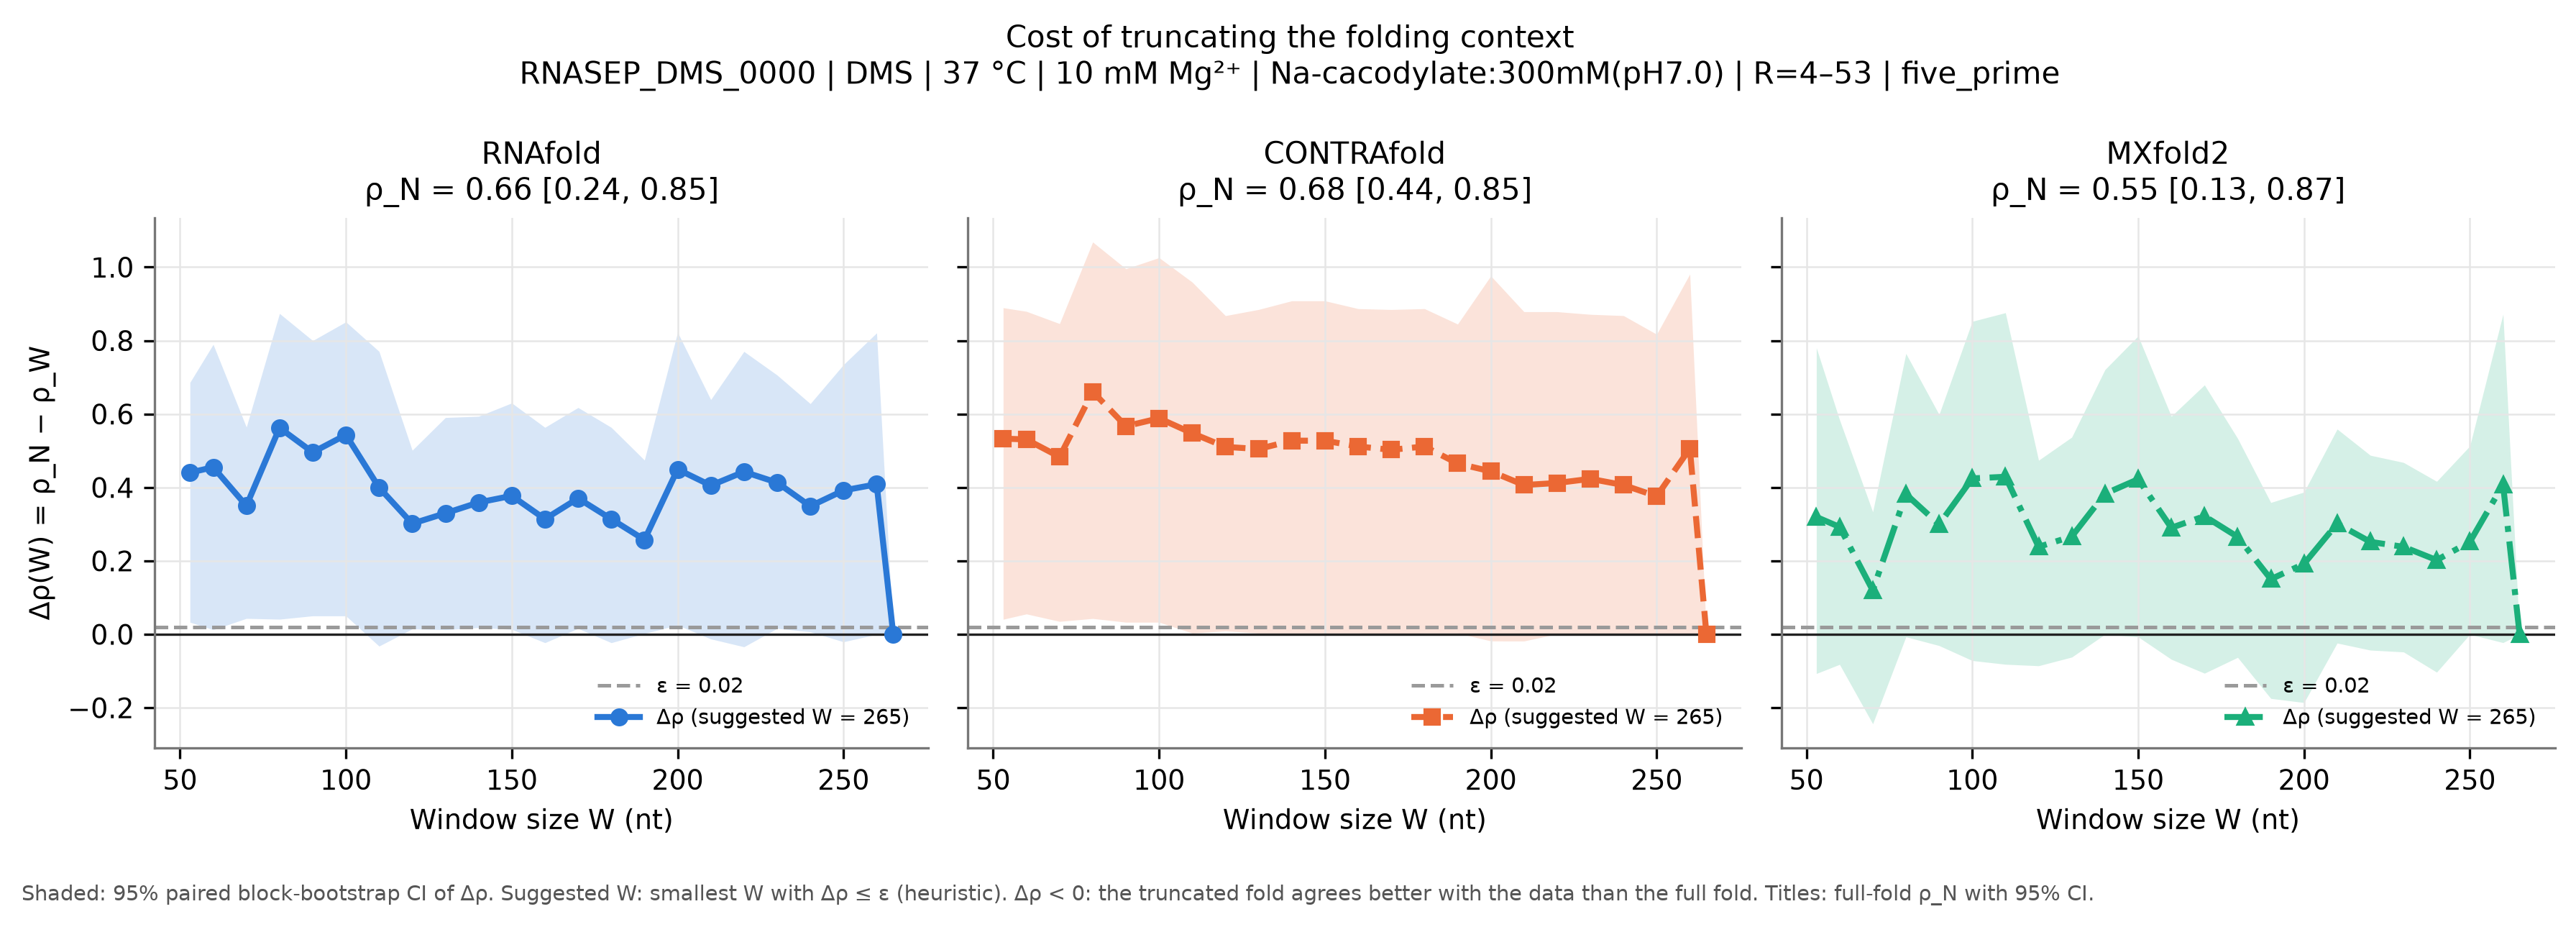 Cost of truncating the folding context
RNASEP_DMS_0000 | DMS | 37 °C | 10 mM Mg²⁺ | Na-cacodylate:300mM(pH7.0) | R=4–53 | five_prime
RNAfold
ρ_N = 0.66 [0.24, 0.85]
CONTRAfold
ρ_N = 0.68 [0.44, 0.85]
MXfold2
ρ_N = 0.55 [0.13, 0.87]
Δρ(W) = ρ_N − ρ_W
1.0
0.8
0.6
0.4
0.2
0.0
−0.2
ε = 0.02
Δρ (suggested W = 265)
ε = 0.02
Δρ (suggested W = 265)
ε = 0.02
Δρ (suggested W = 265)
50 100 150 200 250
50 100 150 200 250
50 100 150 200 250
Window size W (nt)
Window size W (nt)
Window size W (nt)
Shaded: 95% paired block-bootstrap CI of Δρ. Suggested W: smallest W with Δρ ≤ ε (heuristic). Δρ < 0: the truncated fold agrees better with the data than the full fold. Titles: full-fold ρ_N with 95% CI.